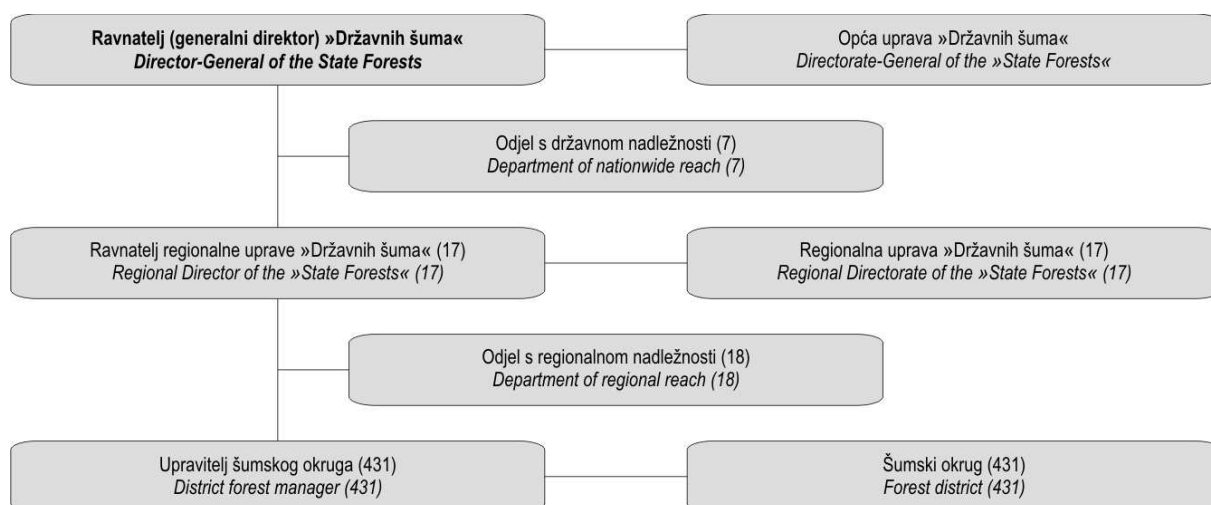 Ravnatelj (generalni direktor) »Državnih šuma«
Director-General of the State Forests
Opća uprava »Državnih šuma«
Directorate-General of the »State Forests«
Odjel s državnom nadležnosti (7)
Department of nationwide reach (7)
Ravnatelj regionalne uprave »Državnih šuma« (17)
Regional Director of the »State Forests« (17)
Regionalna uprava »Državnih šuma« (17)
Regional Directorate of the »State Forests« (17)
Odjel s regionalnom nadležnosti (18)
Department of regional reach (18)
Upravitelj šumskog okruga (431)
District forest manager (431)
Šumski okrug (431)
Forest district (431)